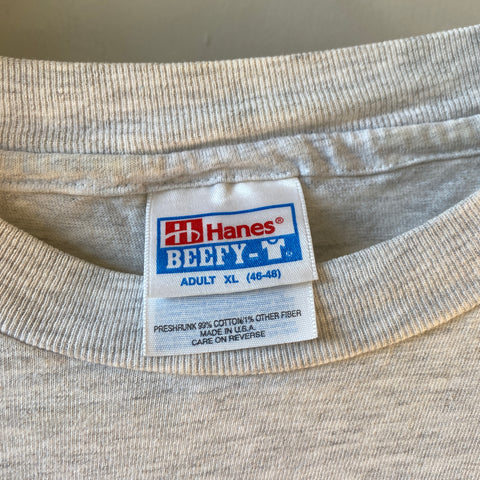 Hanes®
BEEFY-T
ADULT XL (46-48)
PRESHRUNK 99% COTTON/1% OTHER FIBER
MADE IN U.S.A.
CARE ON REVERSE